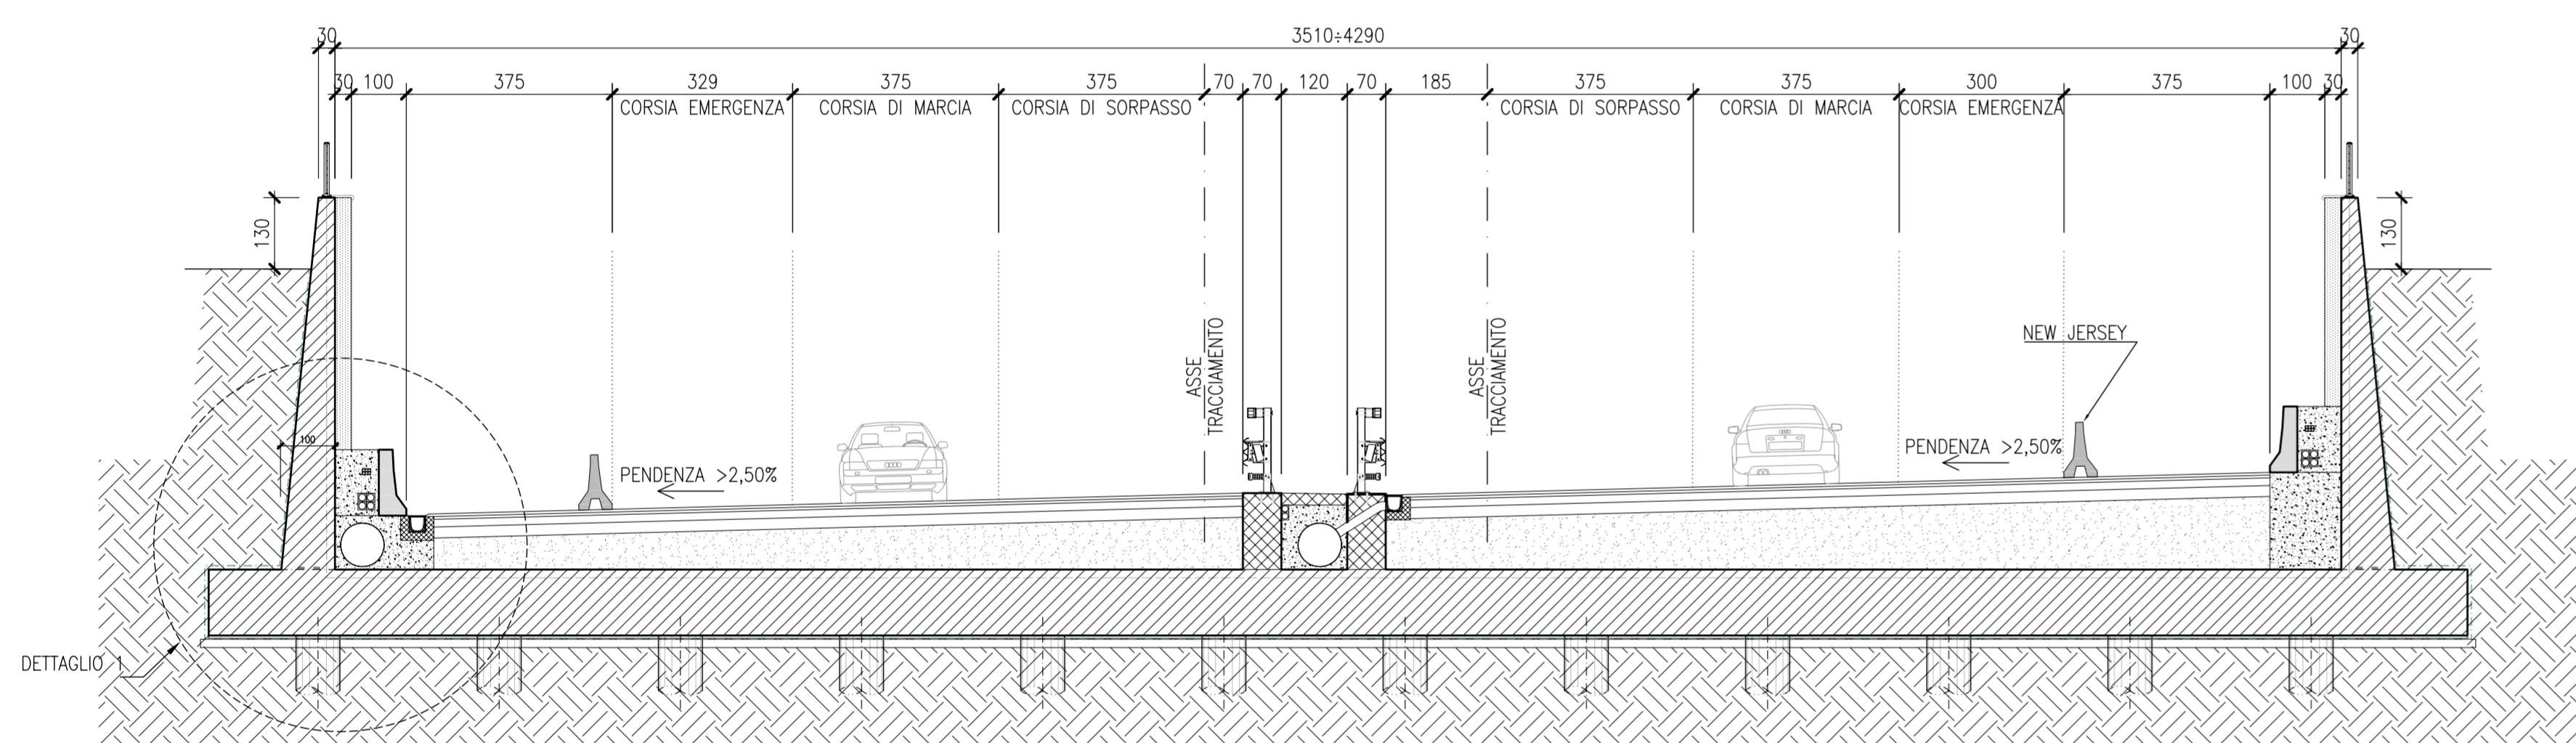 30 3510÷4290 30
30 100 375 329 375 375 70 70 120 70 185 375 375 300 375 100 30
CORSIA EMERGENZA CORSIA DI MARCIA CORSIA DI SORPASSO CORSIA DI SORPASSO CORSIA DI MARCIA CORSIA EMERGENZA
130
130
ASSE
TRACCIAMENTO
ASSE
TRACCIAMENTO
NEW JERSEY
100
PENDENZA >2,50%
PENDENZA >2,50%
DETTAGLIO 1